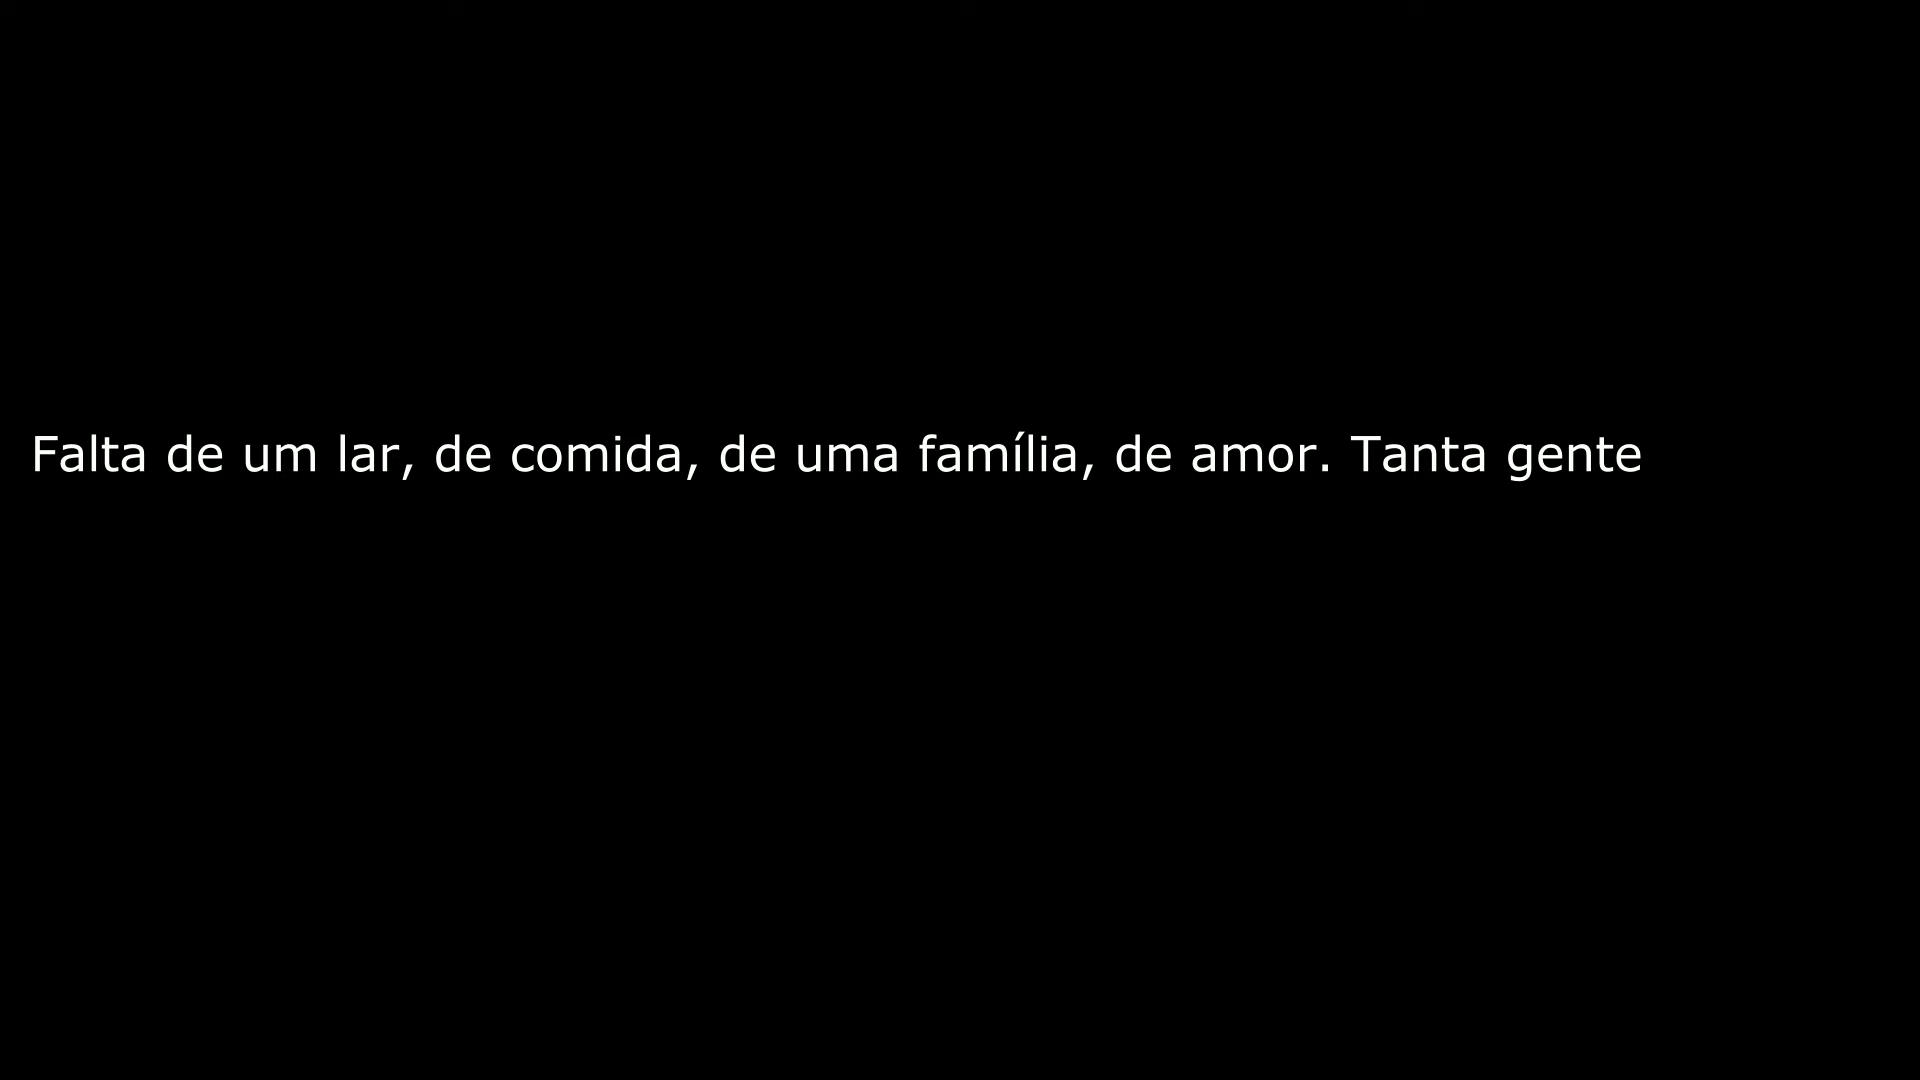 Falta de um lar, de comida, de uma família, de amor. Tanta gente